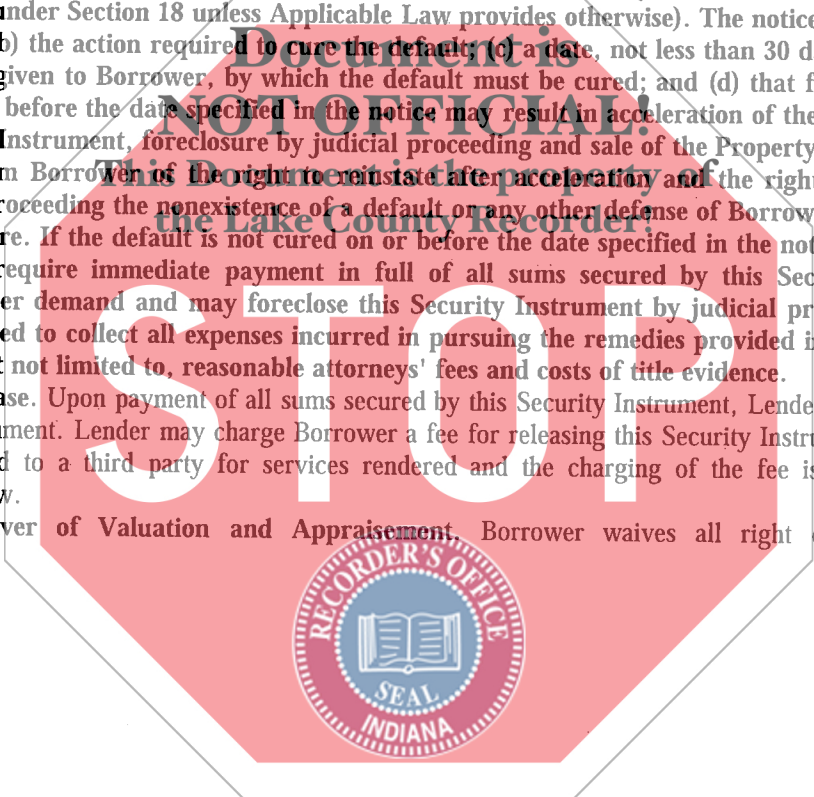 under Section 18 unless Applicable Law provides otherwise). The notice
b) the action required to cure the default; (c) a date, not less than 30 d
given to Borrower, by which the default must be cured; and (d) that f
before the date specified in the notice may result in acceleration of the
Instrument, foreclosure by judicial proceeding and sale of the Property
m Borrower of the right to reinstate after acceleration and the right
roceeding the nonexistence of a default or any other defense of Borrow
re. If the default is not cured on or before the date specified in the not
require immediate payment in full of all sums secured by this Sec
er demand and may foreclose this Security Instrument by judicial pr
ed to collect all expenses incurred in pursuing the remedies provided i
t not limited to, reasonable attorneys' fees and costs of title evidence.
ase. Upon payment of all sums secured by this Security Instrument, Lende
ument. Lender may charge Borrower a fee for releasing this Security Instru
d to a third party for services rendered and the charging of the fee is
w.
ver of Valuation and Appraisement. Borrower waives all right
Document is
NOT OFFICIAL!
This Document is the property of
the Lake County Recorder!
STOP
RECORDER'S OFFICE
SEAL
INDIANA